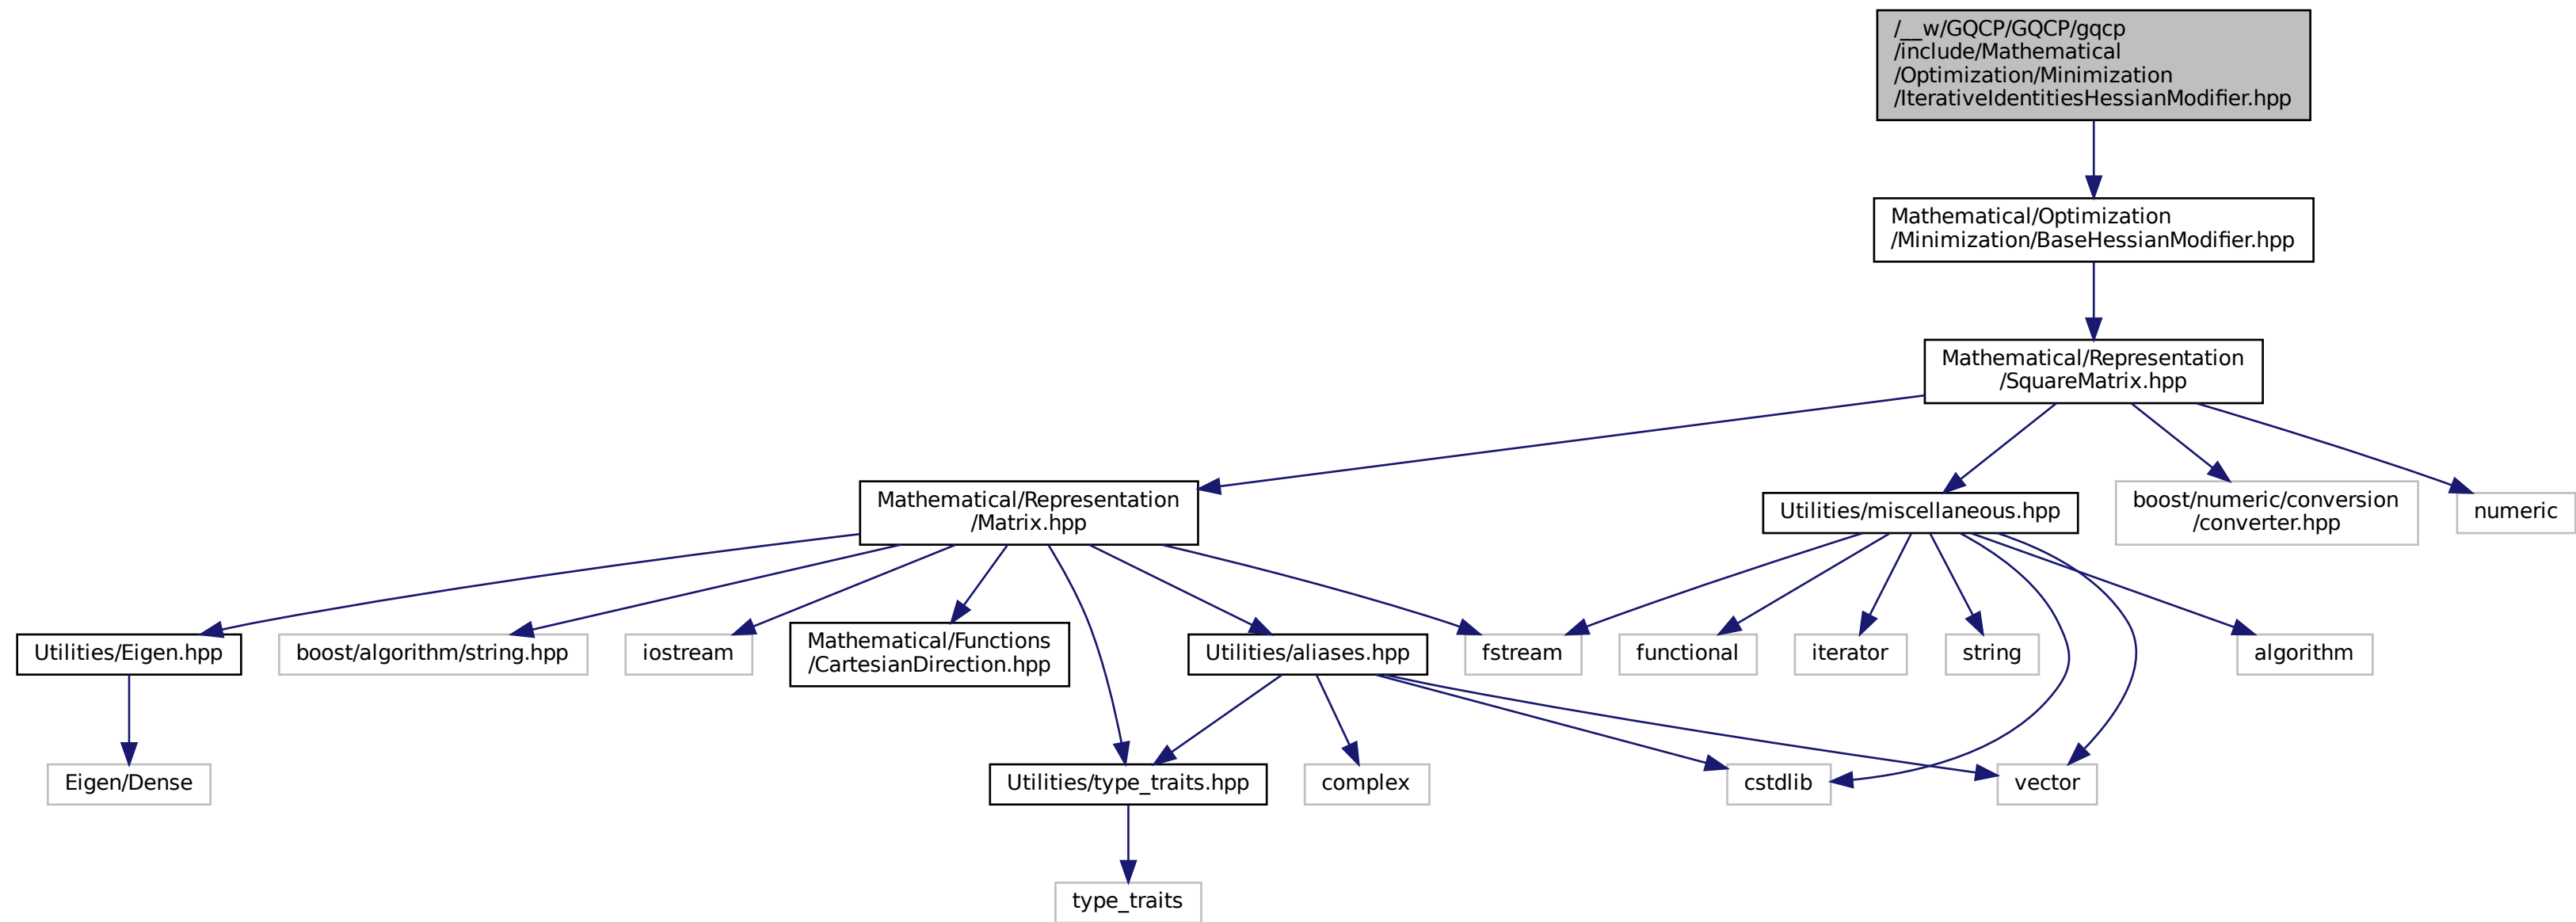 /__w/GQCP/GQCP/gqcp
/include/Mathematical
/Optimization/Minimization
/IterativeIdentitiesHessianModifier.hpp
Mathematical/Optimization
/Minimization/BaseHessianModifier.hpp
Mathematical/Representation
/SquareMatrix.hpp
Mathematical/Representation
/Matrix.hpp
Utilities/miscellaneous.hpp
boost/numeric/conversion
/converter.hpp
numeric
Utilities/Eigen.hpp
boost/algorithm/string.hpp
iostream
Mathematical/Functions
/CartesianDirection.hpp
Utilities/aliases.hpp
fstream
functional
iterator
string
algorithm
Eigen/Dense
Utilities/type_traits.hpp
complex
cstdlib
vector
type_traits